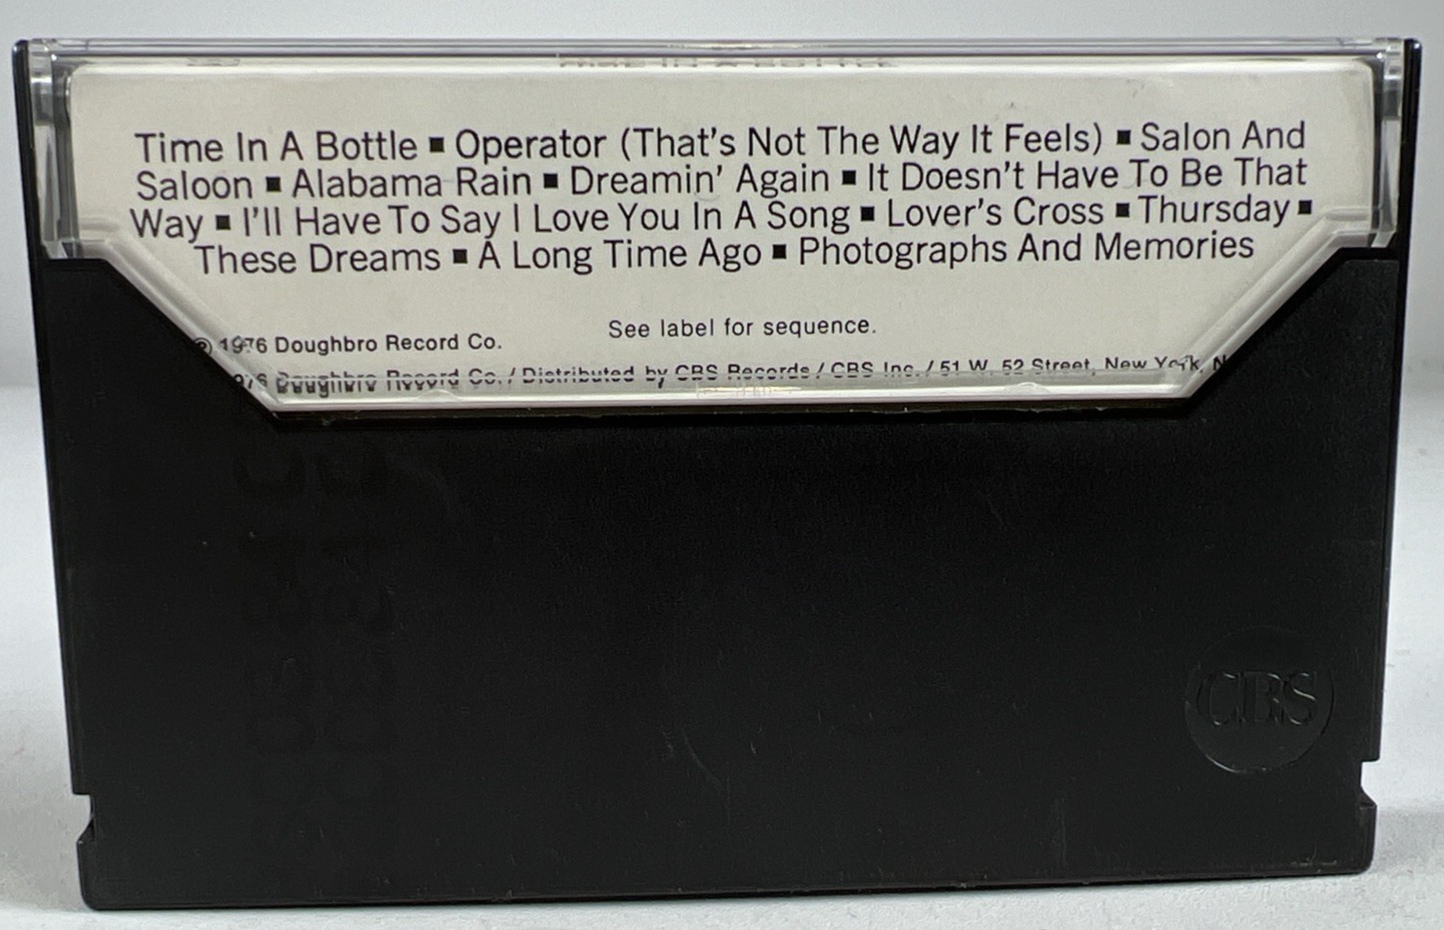 Time In A Bottle ■ Operator (That's Not The Way It Feels) ■ Salon And
Saloon ■ Alabama Rain ■ Dreamin' Again ■ It Doesn't Have To Be That
Way ■ I'll Have To Say I Love You In A Song ■ Lover's Cross ■ Thursday ■
These Dreams ■ A Long Time Ago ■ Photographs And Memories
See label for sequence.
℗ 1976 Doughbro Record Co.
Doughbro Record Co. / Distributed by CBS Records / CBS Inc. / 51 W. 52 Street, New York,
CBS